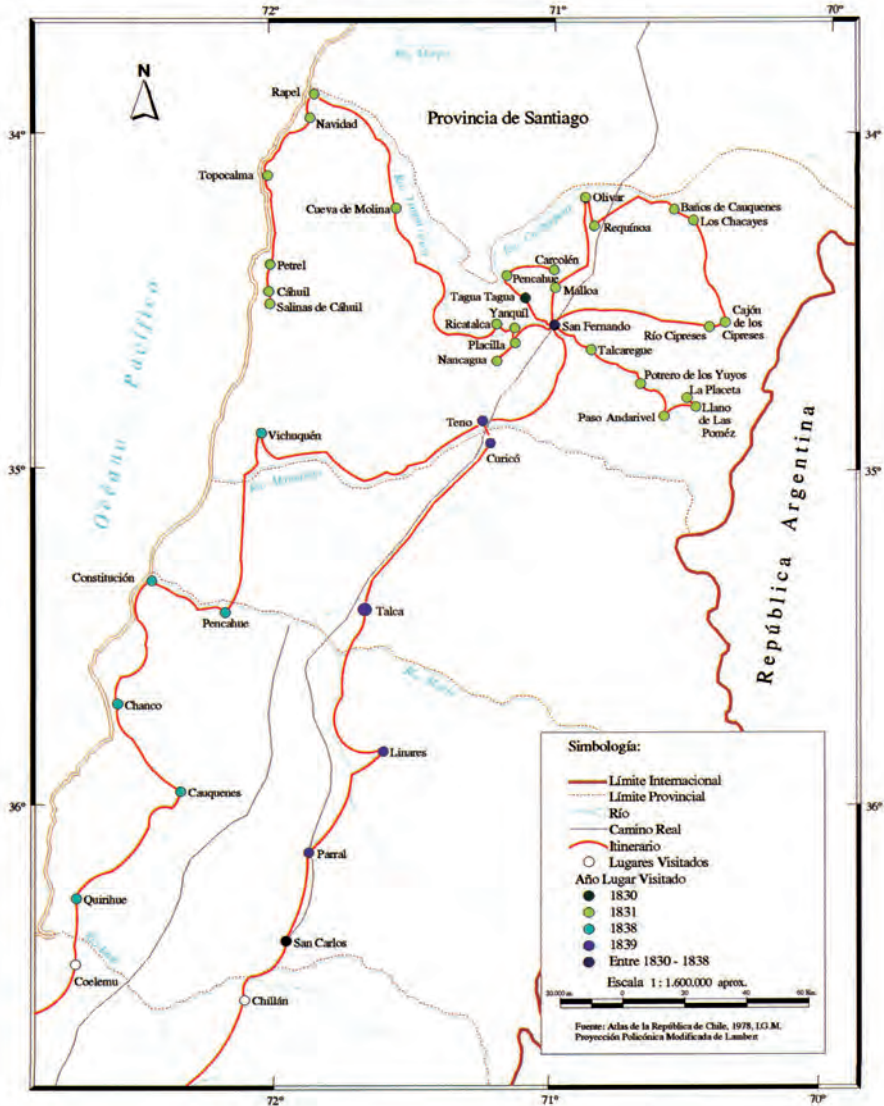 72°
71°
70°
N
34°
34°
Provincia de Santiago
Rapel
Navidad
Topocalma
Cueva de Molina
Petrel
Cáhuil
Salinas de Cáhuil
Olivar
Requínoa
Baños de Cauquenes
Los Chacayes
Carcolén
Pencahue
Malloa
Tagua Tagua
Yanquil
Ricatalca
Placilla
Nancagua
San Fernando
Río Cipreses
Cajón
de los
Cipreses
Talcaregue
Potrero de los Yuyos
La Placeta
Paso Andarivel
Llano
de Las
Poméz
Océano Pacífico
República Argentina
Teno
Curicó
Vichuquén
35°
35°
Constitución
Pencahue
Talca
Chanco
Linares
Cauquenes
36°
36°
Parral
Quirihue
San Carlos
Coelemu
Chillán
Simbología:
Límite Internacional
Límite Provincial
Río
Camino Real
Itinerario
Lugares Visitados
Año Lugar Visitado
1830
1831
1838
1839
Entre 1830 - 1838
Escala 1 : 1.600.000 aprox.
0
20
40
Fuente: Atlas de la República de Chile, 1978, I.G.M.
Proyección Policónica Modificada de Lambert
72°
71°
70°